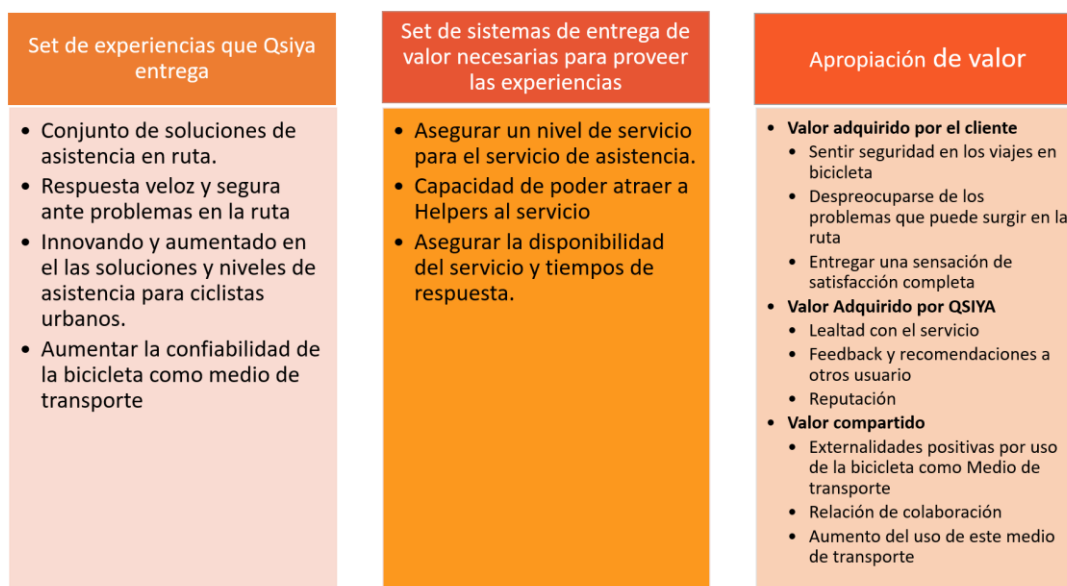 Set de experiencias que Qsiya
entrega
• Conjunto de soluciones de
asistencia en ruta.
• Respuesta veloz y segura
ante problemas en la ruta
• Innovando y aumentado en
el las soluciones y niveles de
asistencia para ciclistas
urbanos.
• Aumentar la confiabilidad de
la bicicleta como medio de
transporte
Set de sistemas de entrega de
valor necesarias para proveer
las experiencias
• Asegurar un nivel de servicio
para el servicio de asistencia.
• Capacidad de poder atraer a
Helpers al servicio
• Asegurar la disponibilidad
del servicio y tiempos de
respuesta.
Apropiación de valor
• Valor adquirido por el cliente
• Sentir seguridad en los viajes en
bicicleta
• Despreocuparse de los
problemas que puede surgir en la
ruta
• Entregar una sensación de
satisfacción completa
• Valor Adquirido por QSIYA
• Lealtad con el servicio
• Feedback y recomendaciones a
otros usuario
• Reputación
• Valor compartido
• Externalidades positivas por uso
de la bicicleta como Medio de
transporte
• Relación de colaboración
• Aumento del uso de este medio
de transporte